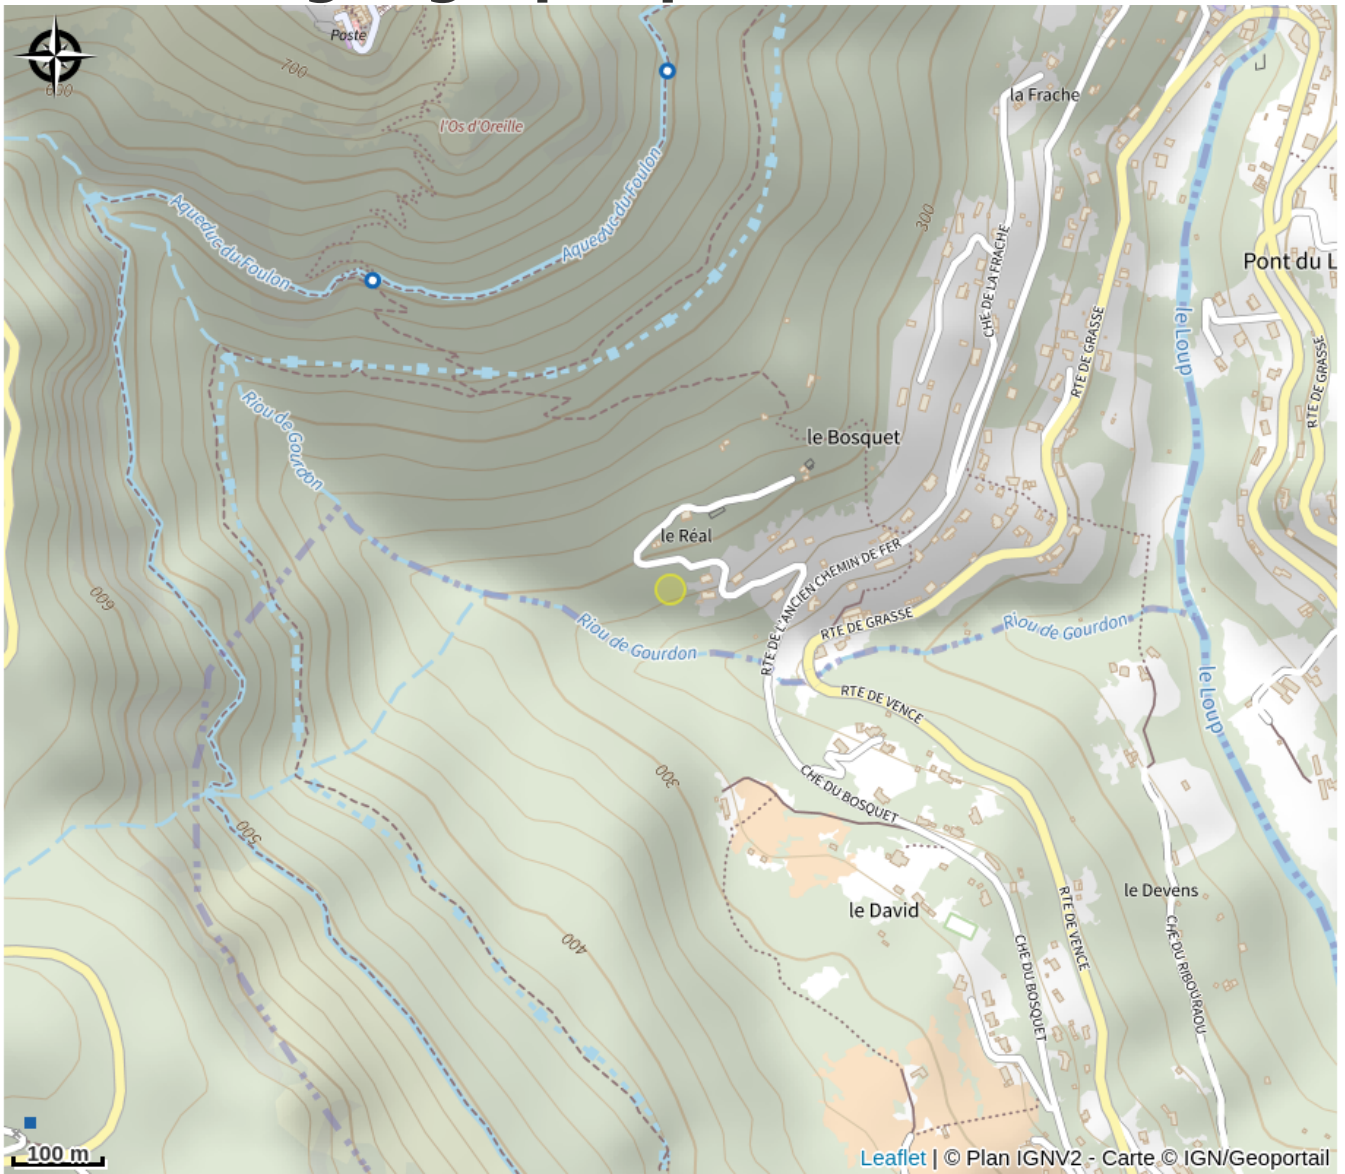 Poste
700
600
l'Os d'Oreille
la Frache
Aqueduc du Foulon
Aqueduc du Foulon
300
CHE DE LA FRACHE
Pont du L
le Loup
RTE DE GRASSE
RTE DE GRASSE
Riou de Gourdon
le Bosquet
le Réal
RTE DE L'ANCIEN CHEMIN DE FER
600
Riou de Gourdon
RTE DE GRASSE
Riou de Gourdon
le Loup
RTE DE VENCE
300
CHE DU BOSQUET
500
le David
le Devens
400
RTE DE VENCE
CHE DU BOSQUET
CHE DU RIBOURAOU
100 m
Leaflet | © Plan IGNV2 - Carte © IGN/Geoportail